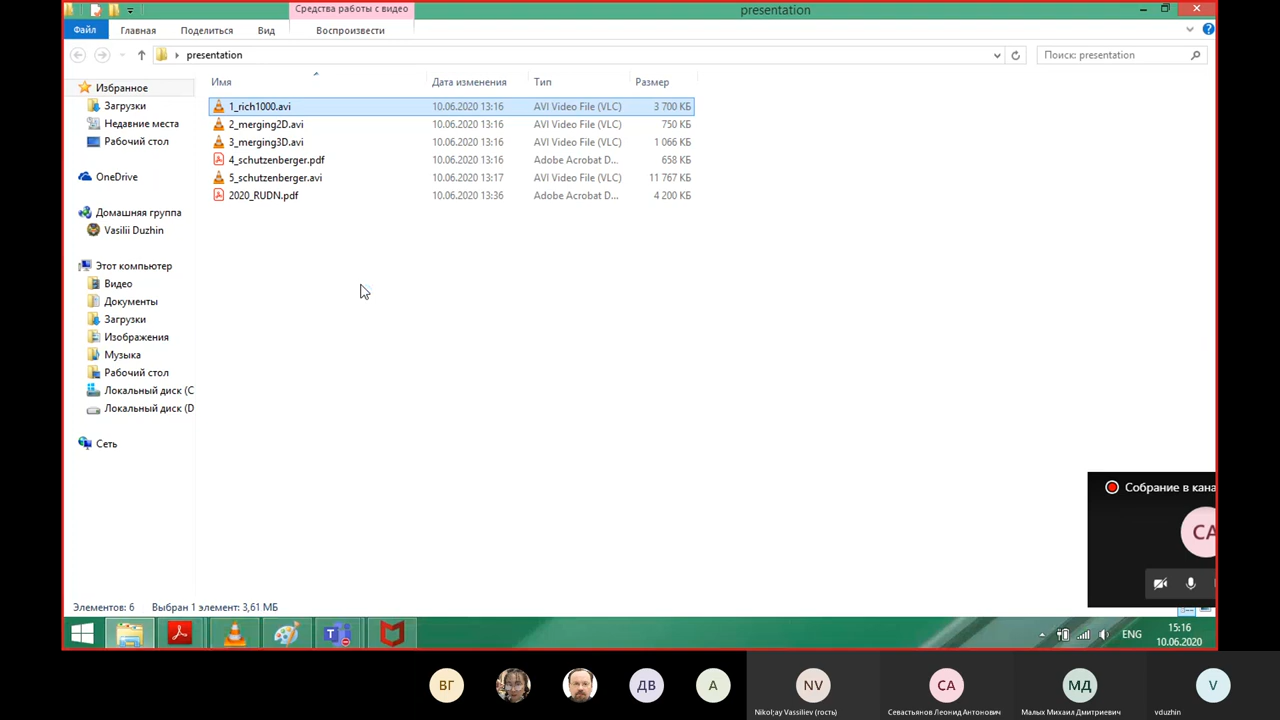 Средства работы с видео
presentation
Файл
Главная
Поделиться
Вид
Воспроизвести
presentation
Поиск: presentation
Имя
Дата изменения
Тип
Размер
1_rich1000.avi 10.06.2020 13:16 AVI Video File (VLC) 3 700 КБ
2_merging2D.avi 10.06.2020 13:16 AVI Video File (VLC) 750 КБ
3_merging3D.avi 10.06.2020 13:16 AVI Video File (VLC) 1 066 КБ
4_schutzenberger.pdf 10.06.2020 13:16 Adobe Acrobat D... 658 КБ
5_schutzenberger.avi 10.06.2020 13:17 AVI Video File (VLC) 11 767 КБ
2020_RUDN.pdf 10.06.2020 13:36 Adobe Acrobat D... 4 200 КБ
Избранное
Загрузки
Недавние места
Рабочий стол
OneDrive
Домашняя группа
Vasilii Duzhin
Этот компьютер
Видео
Документы
Загрузки
Изображения
Музыка
Рабочий стол
Локальный диск (C
Локальный диск (D
Сеть
Собрание в кана
СА
Элементов: 6
Выбран 1 элемент: 3,61 МБ
ENG
15:16
10.06.2020
ВГ
ДВ
А
NV
СА
МД
V
Nikol;ay Vassiliev (гость)
Севастьянов Леонид Антонович
Малых Михаил Дмитриевич
vduzhin